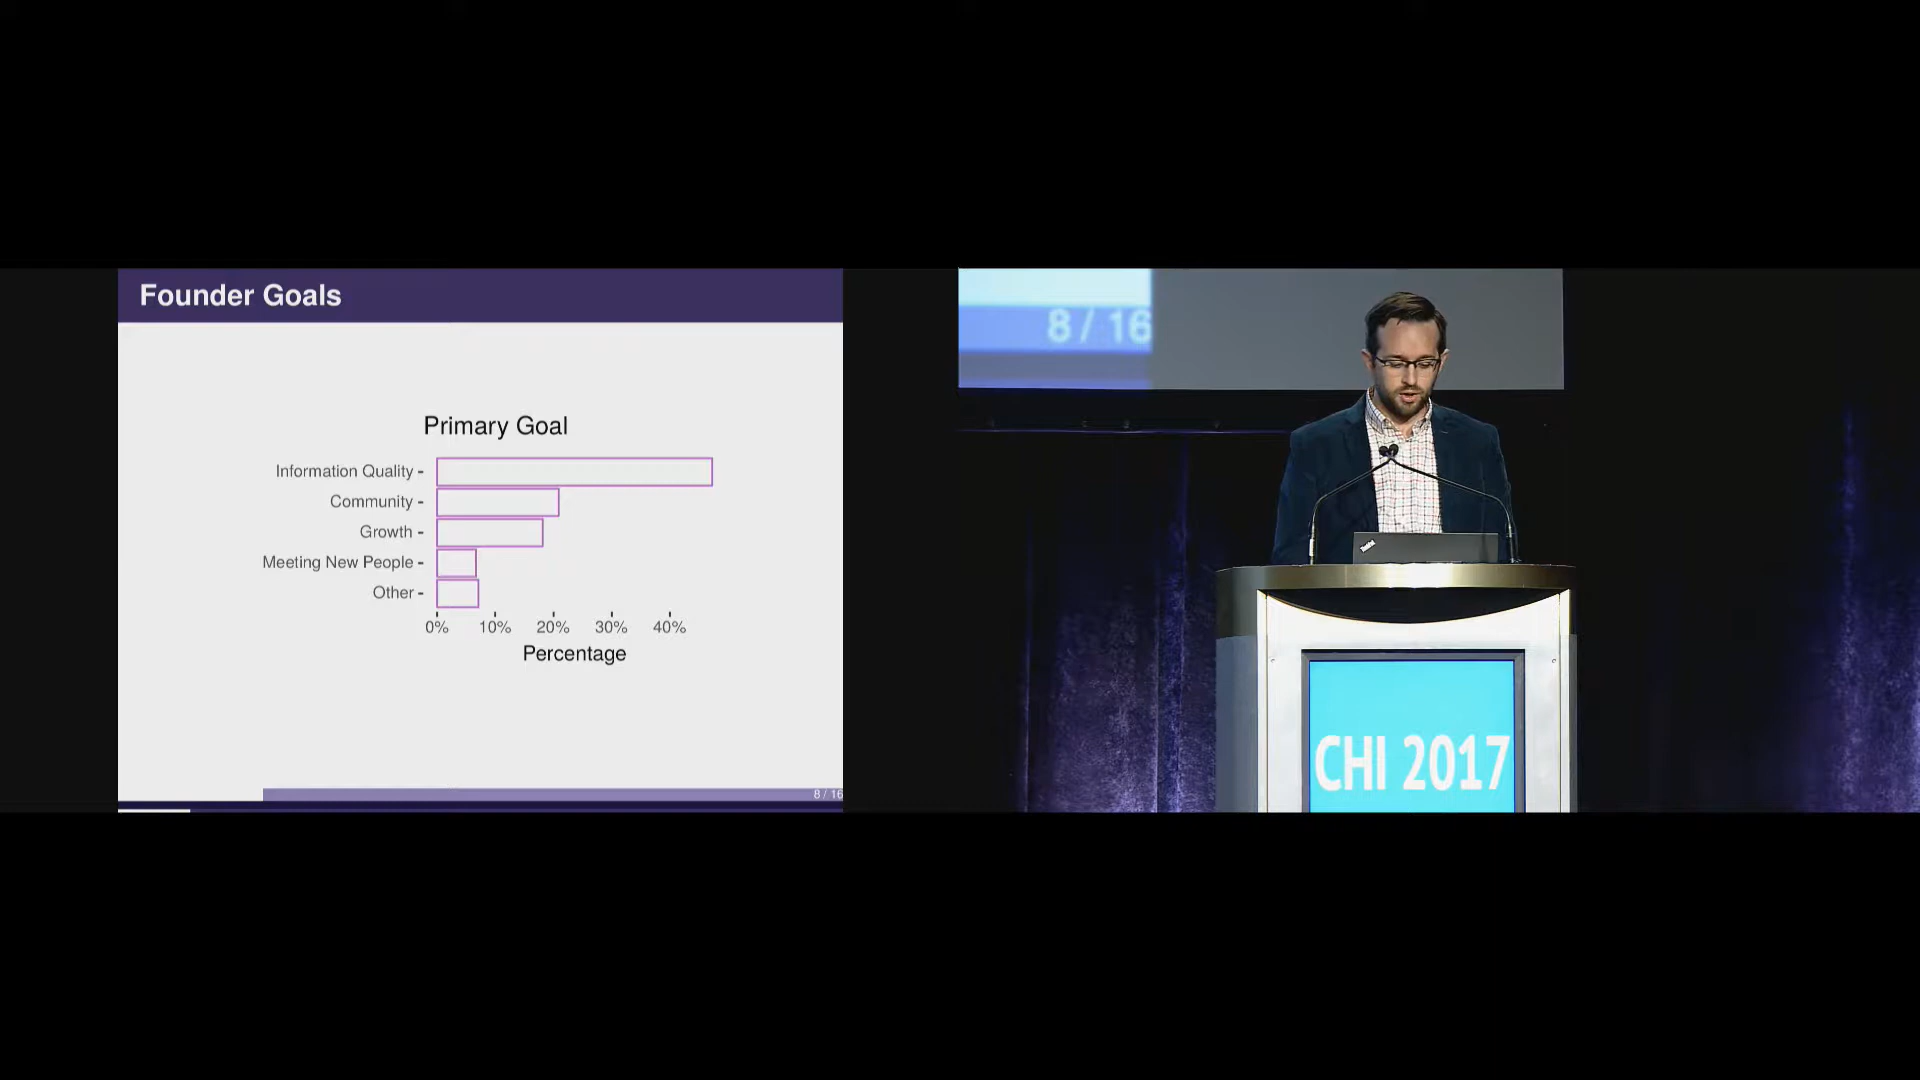 Founder Goals
Primary Goal
Information Quality
Community
Growth
Meeting New People
Other
0% 10% 20% 30% 40%
Percentage
8 / 16
8 / 16
ThinkPad
CHI 2017